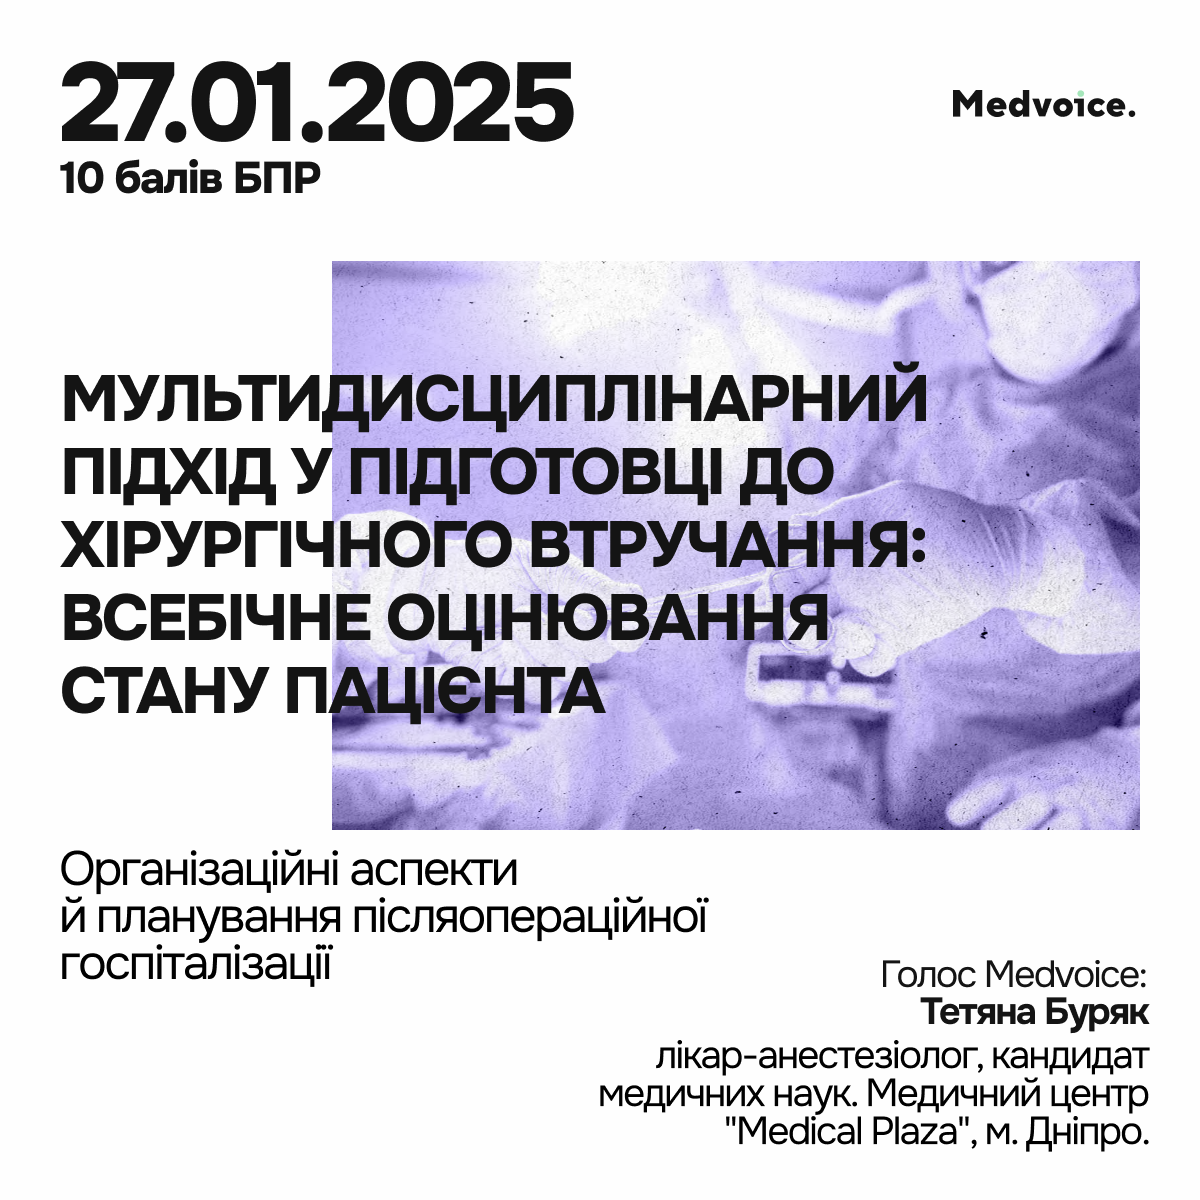 27.01.2025
Medvoice.
10 балів БПР
МУЛЬТИДИСЦИПЛІНАРНИЙ
ПІДХІД У ПІДГОТОВЦІ ДО
ХІРУРГІЧНОГО ВТРУЧАННЯ:
ВСЕБІЧНЕ ОЦІНЮВАННЯ
СТАНУ ПАЦІЄНТА
Організаційні аспекти
й планування післяопераційної
госпіталізації
Голос Medvoice:
Тетяна Буряк
лікар-анестезіолог, кандидат
медичних наук. Медичний центр
"Medical Plaza", м. Дніпро.